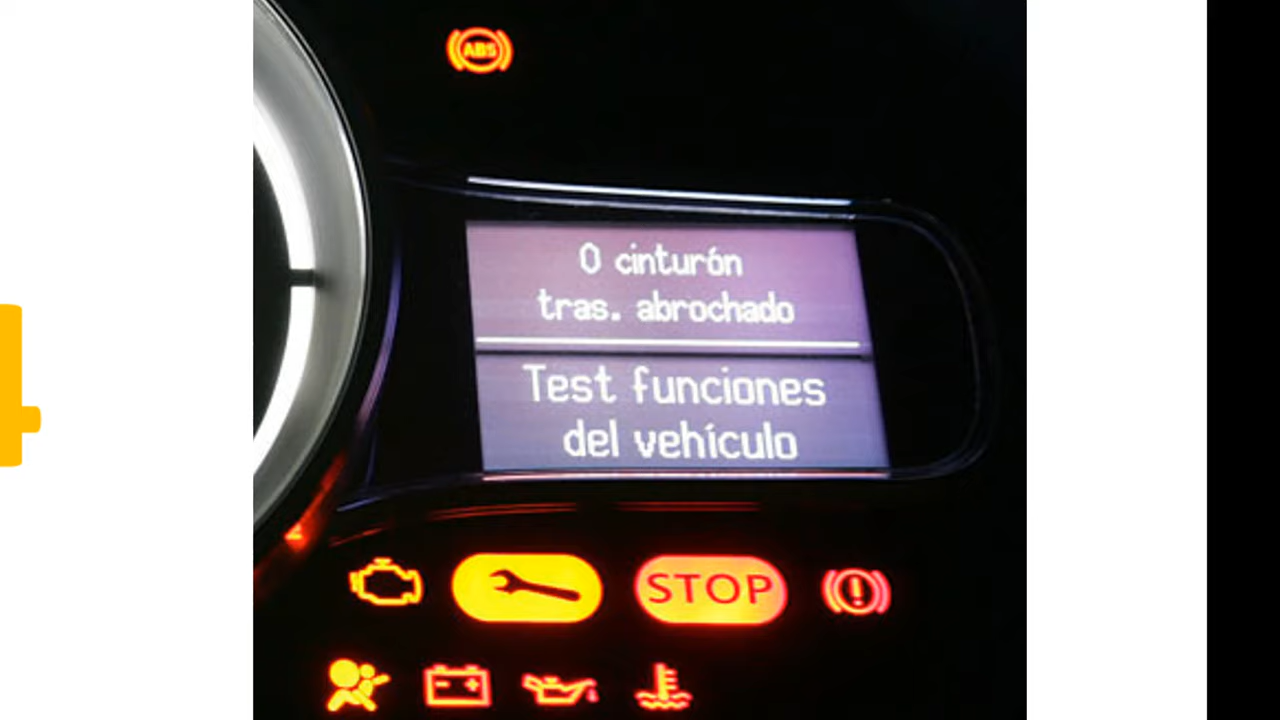 ABS
0 cinturón
tras. abrochado
Test funciones
del vehículo
STOP